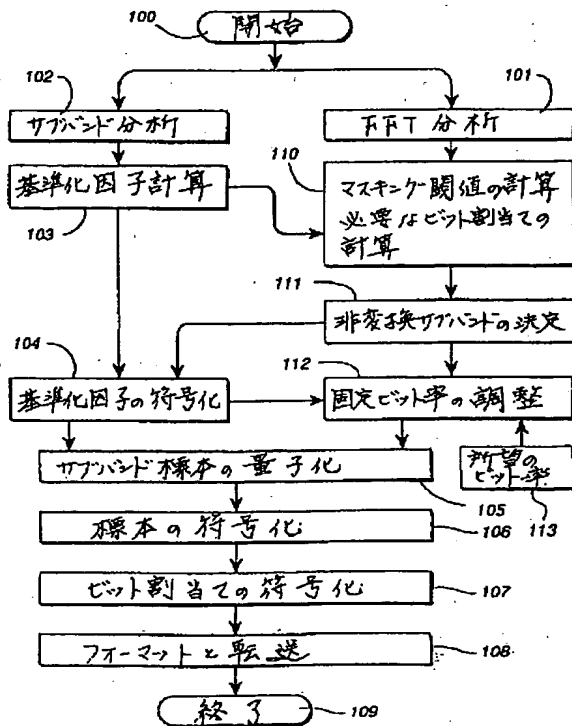 100
開始
102
サブバンド分析
101
FFT分析
基準化因子計算
103
110
マスキング閾値の計算
必要なビット割当ての
計算
111
非変換サブバンドの決定
104
基準化因子の符号化
112
固定ビット率の調整
所望の
ビット率
113
サブバンド標本の量子化
105
標本の符号化
106
ビット割当ての符号化
107
フォーマットと転送
108
終了
109